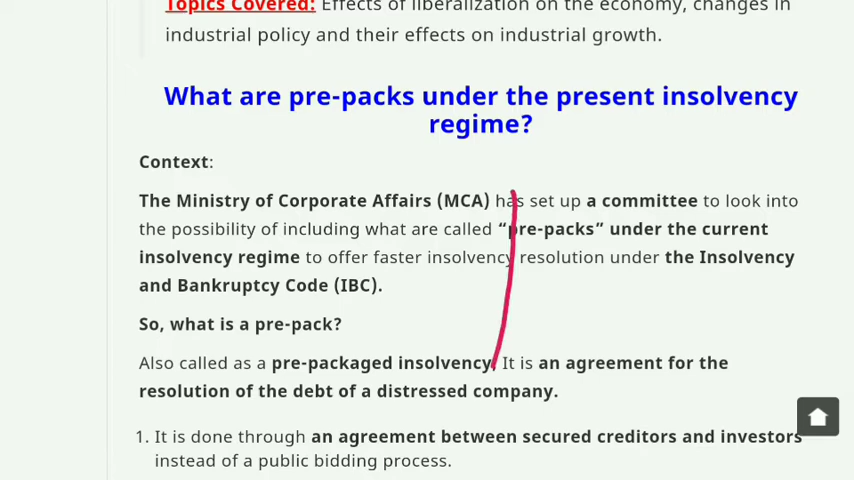 Topics Covered: Effects of liberalization on the economy, changes in
industrial policy and their effects on industrial growth.
What are pre-packs under the present insolvency
regime?
Context:
The Ministry of Corporate Affairs (MCA) has set up a committee to look into
the possibility of including what are called “pre-packs” under the current
insolvency regime to offer faster insolvency resolution under the Insolvency
and Bankruptcy Code (IBC).
So, what is a pre-pack?
Also called as a pre-packaged insolvency, It is an agreement for the
resolution of the debt of a distressed company.
1. It is done through an agreement between secured creditors and investors
instead of a public bidding process.